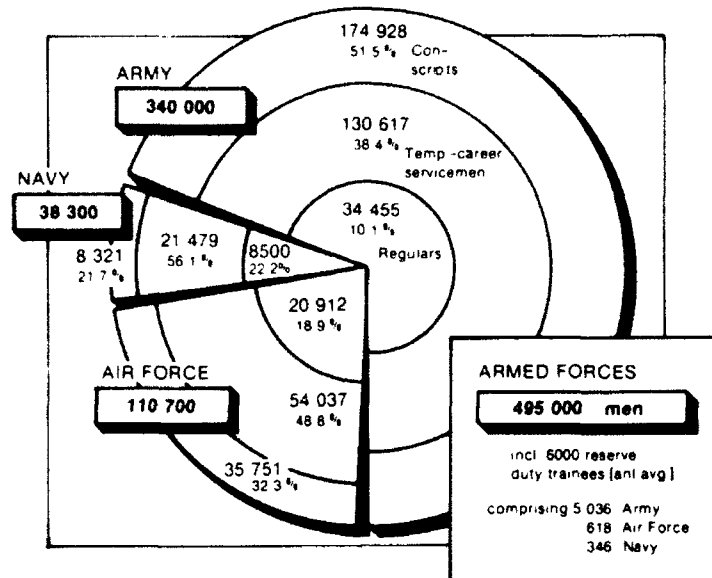 174 928
51 5 % Con-
scripts
ARMY
340 000
130 617
38 4 % Temp -career
servicemen
NAVY
38 300
34 455
10 1 %
Regulars
8 321
21 7 %
21 479
56 1 %
8500
22 2%
20 912
18 9 %
AIR FORCE
110 700
54 037
48 8 %
35 751
32 3 %
ARMED FORCES
495 000 men
incl 6000 reserve
duty trainees [anl avg ]
comprising 5 036 Army
618 Air Force
346 Navy